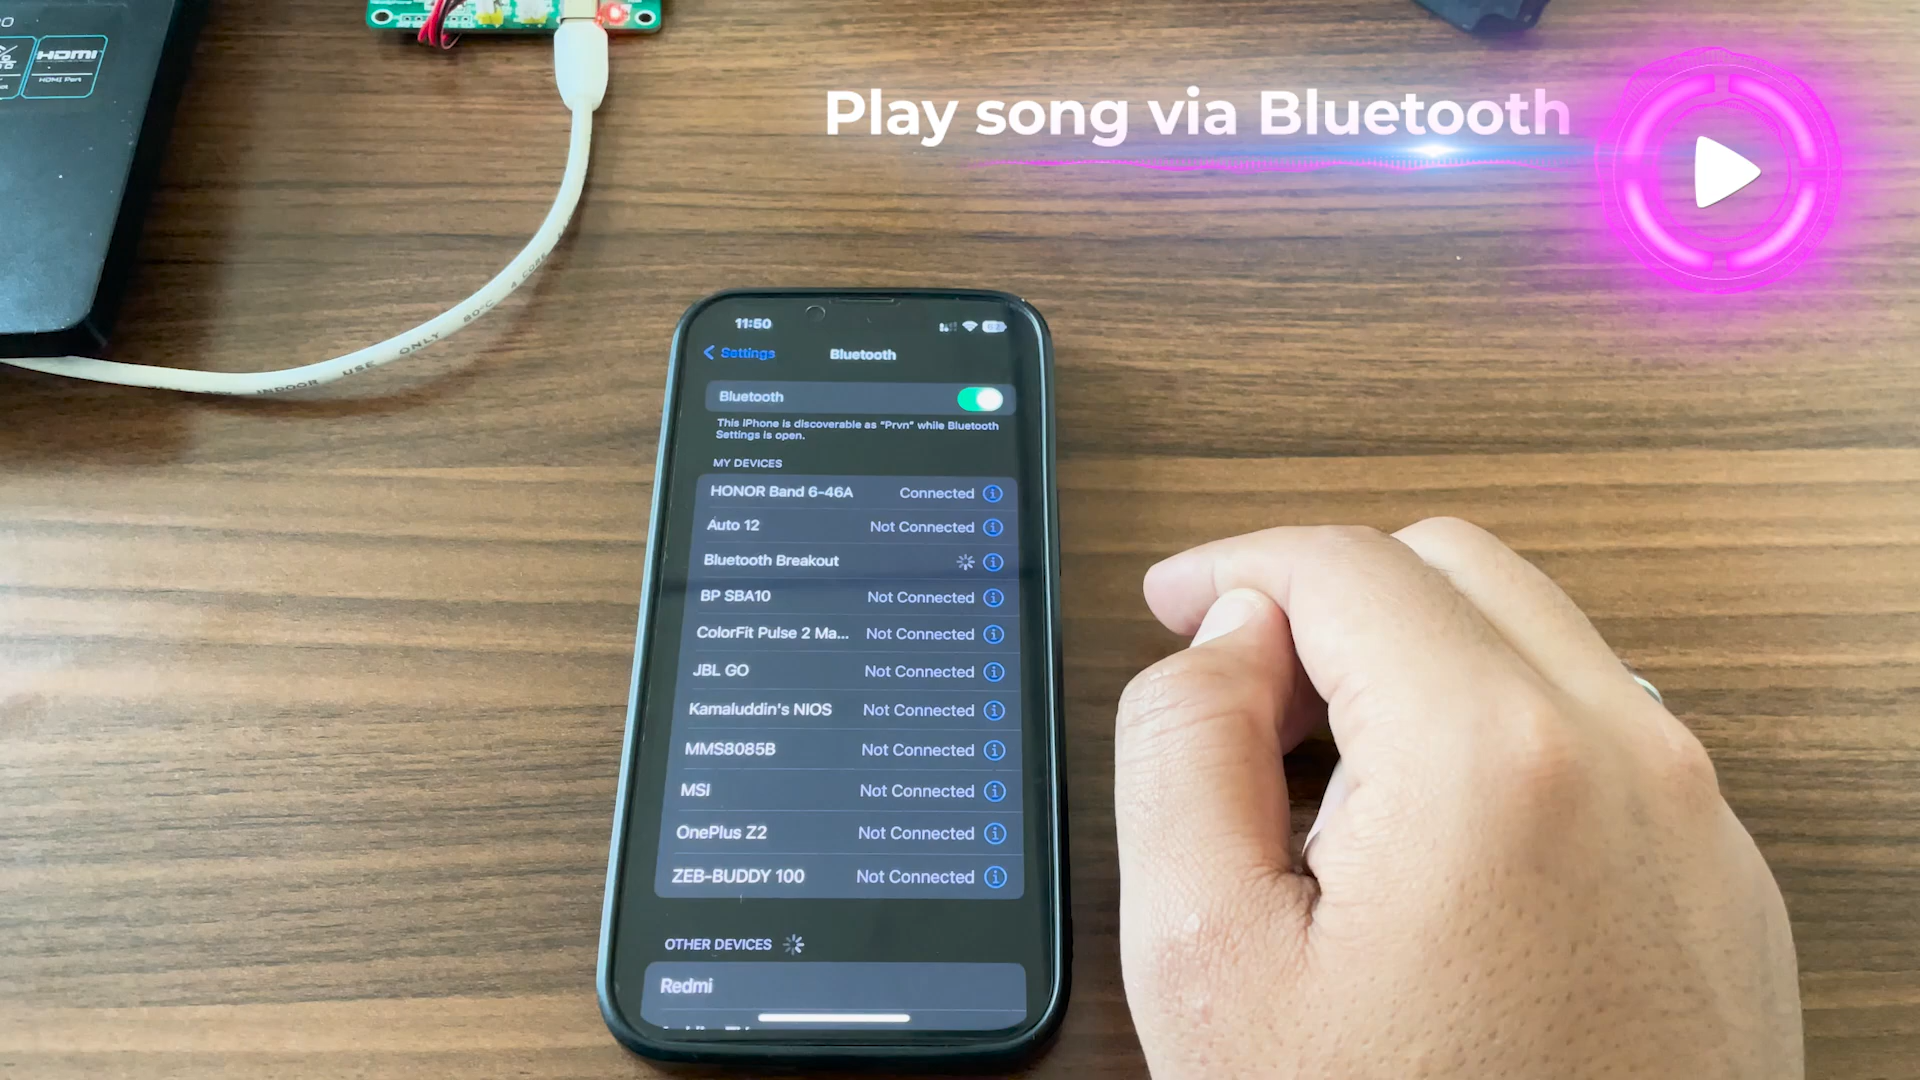 HDMI
HDMI Port
Play song via Bluetooth
80°C
INDOOR USE ONLY
11:50
Settings
Bluetooth
Bluetooth
This iPhone is discoverable as "Prvn" while Bluetooth
Settings is open.
MY DEVICES
HONOR Band 6-46A Connected
Auto 12 Not Connected
Bluetooth Breakout
BP SBA10 Not Connected
ColorFit Pulse 2 Ma... Not Connected
JBL GO Not Connected
Kamaluddin's NIOS Not Connected
MMS8085B Not Connected
MSI Not Connected
OnePlus Z2 Not Connected
ZEB-BUDDY 100 Not Connected
OTHER DEVICES
Redmi